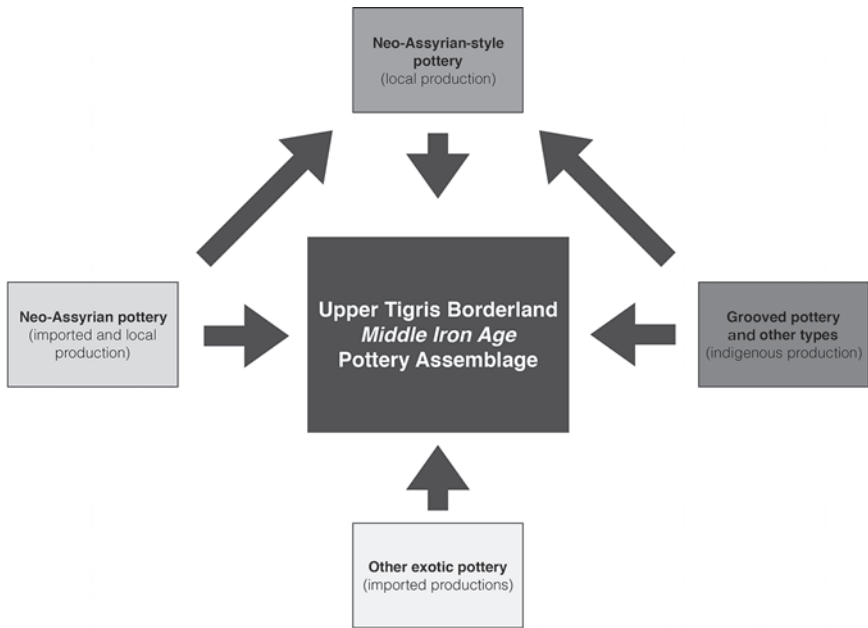 Neo-Assyrian-style
pottery
(local production)
Upper Tigris Borderland
Middle Iron Age
Pottery Assemblage
Neo-Assyrian pottery
(imported and local
production)
Grooved pottery
and other types
(indigenous production)
Other exotic pottery
(imported productions)